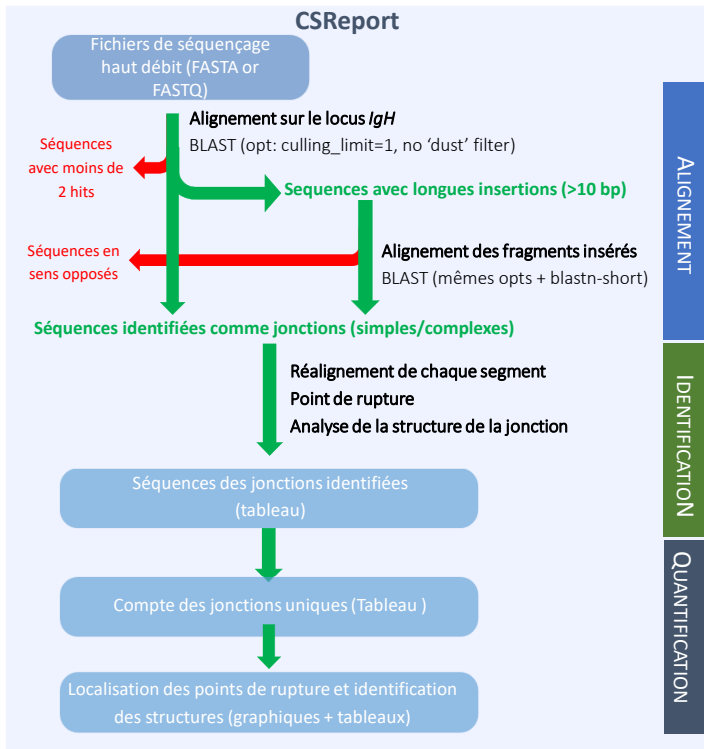 CSReport
Fichiers de séquençage
haut débit (FASTA or
FASTQ)
Alignement sur le locus IgH
BLAST (opt: culling_limit=1, no ‘dust’ filter)
Séquences
avec moins de
2 hits
Sequences avec longues insertions (>10 bp)
Séquences en
sens opposés
Alignement des fragments insérés
BLAST (mêmes opts + blastn-short)
Séquences identifiées comme jonctions (simples/complexes)
Réalignement de chaque segment
Point de rupture
Analyse de la structure de la jonction
Séquences des jonctions identifiées
(tableau)
Compte des jonctions uniques (Tableau )
Localisation des points de rupture et identification
des structures (graphiques + tableaux)
ALIGNEMENT
IDENTIFICATION
QUANTIFICATION